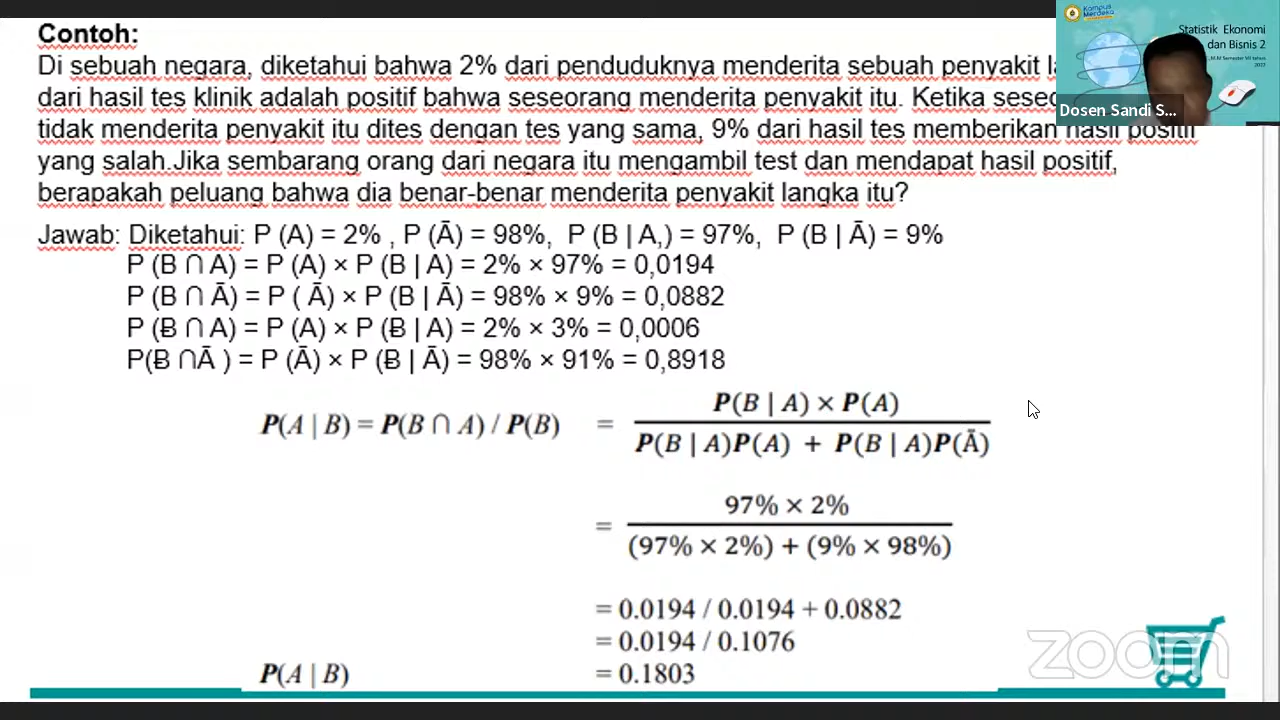 Contoh:
Di sebuah negara, diketahui bahwa 2% dari penduduknya menderita sebuah penyakit
dari hasil tes klinik adalah positif bahwa seseorang menderita penyakit itu. Ketika
tidak menderita penyakit itu dites dengan tes yang sama, 9% dari hasil tes memberikan hasil positif
yang salah.Jika sembarang orang dari negara itu mengambil test dan mendapat hasil positif,
berapakah peluang bahwa dia benar-benar menderita penyakit langka itu?
Jawab: Diketahui: P (A) = 2% , P (Ā) = 98%, P (B | A,) = 97%, P (B | Ā) = 9%
P (B ∩ A) = P (A) × P (B | A) = 2% × 97% = 0,0194
P (B ∩ Ā) = P ( Ā) × P (B | Ā) = 98% × 9% = 0,0882
P (Ƀ ∩ A) = P (A) × P (Ƀ | A) = 2% × 3% = 0,0006
P(Ƀ ∩Ā ) = P (Ā) × P (Ƀ | Ā) = 98% × 91% = 0,8918
P(A | B) = P(B ∩ A) / P(B) = P(B | A) × P(A)
P(B | A)P(A) + P(B | A)P(Ā)
= 97% × 2%
(97% × 2%) + (9% × 98%)
= 0.0194 / 0.0194 + 0.0882
= 0.0194 / 0.1076
P(A | B) = 0.1803
Kampus
Merdeka
Statistik Ekonomi
dan Bisnis 2
Dosen Sandi S...
zoom